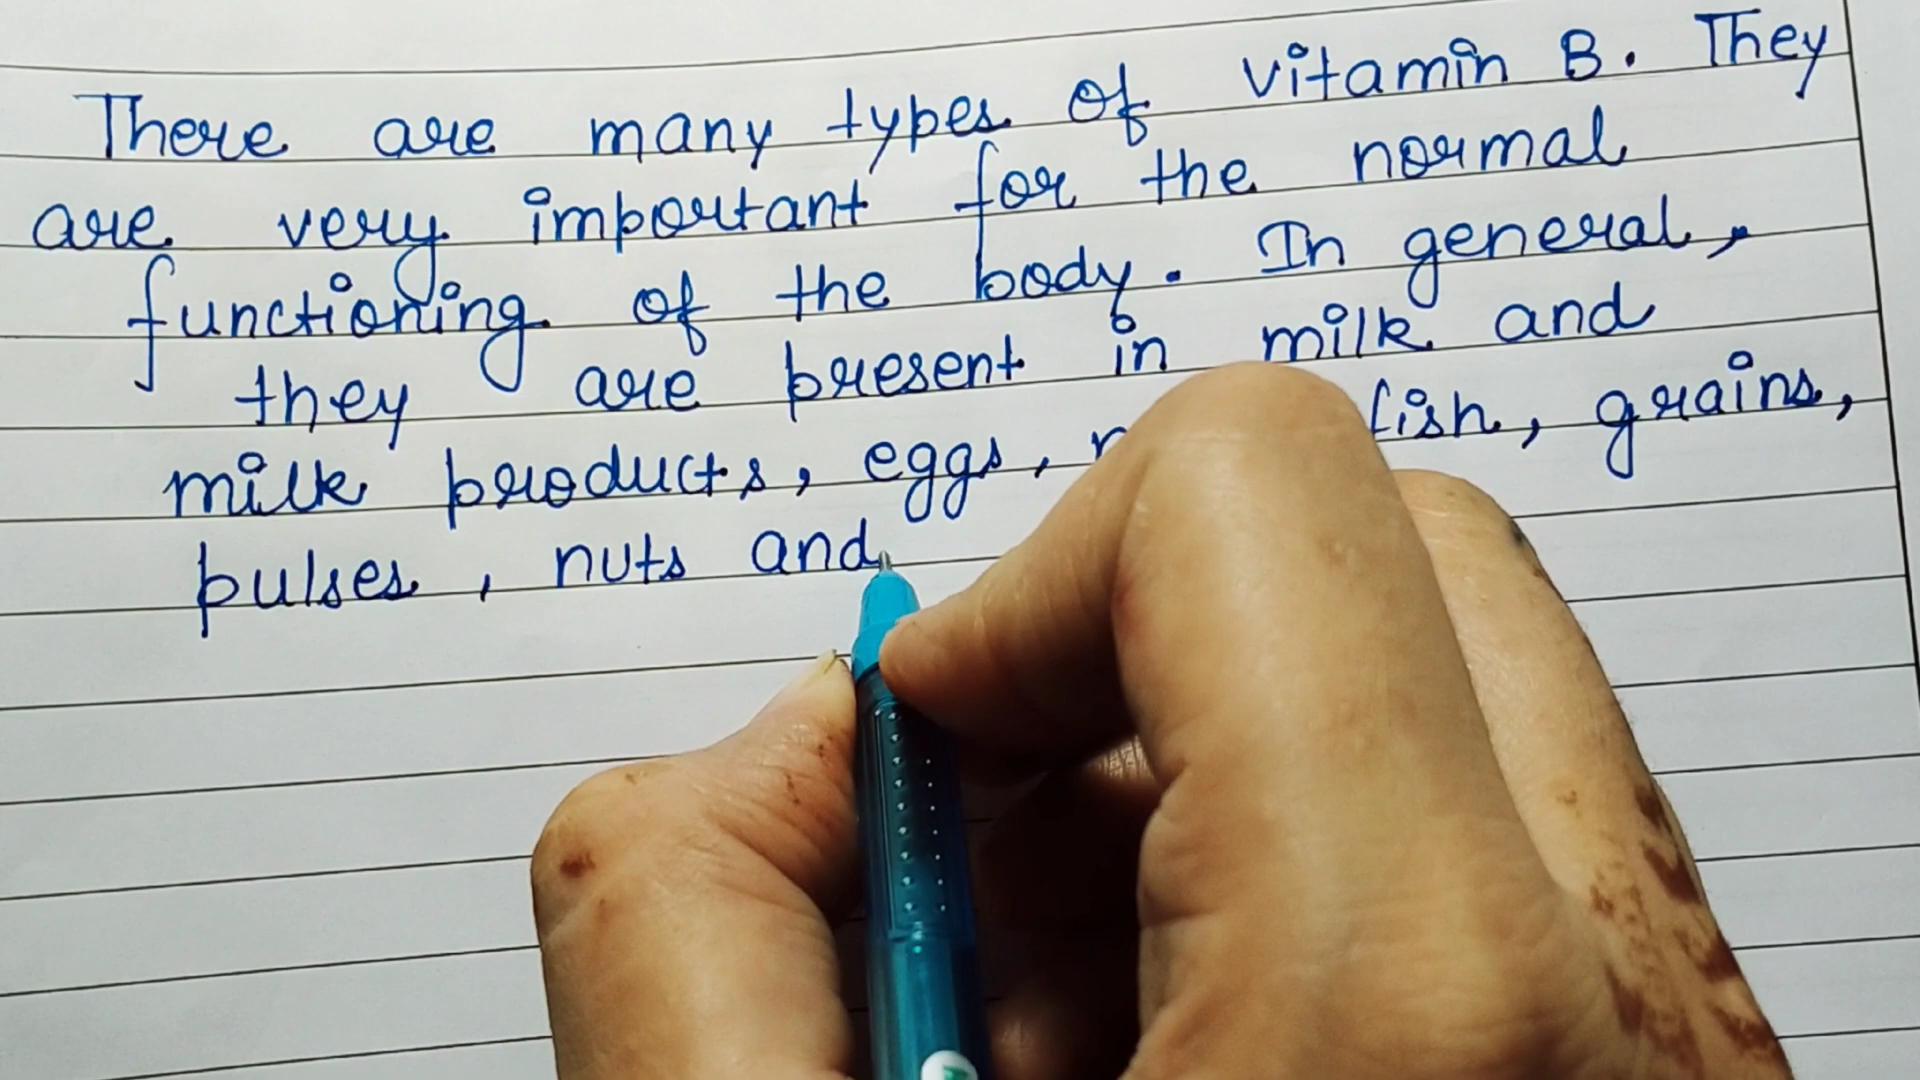 There are many types of vitamin B. They
are very important for the normal
functioning of the body. In general,
they are present in milk and
milk products, eggs, fish, grains,
pulses, nuts and